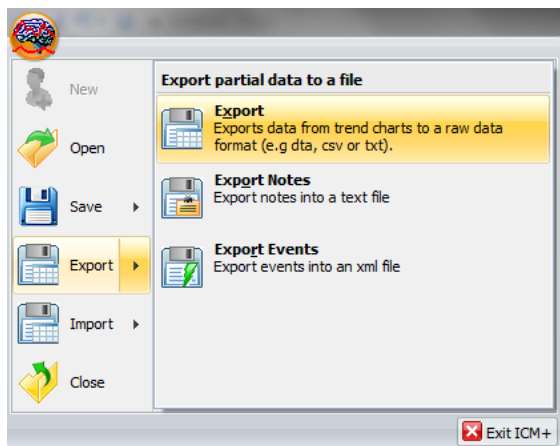 New
Open
Save
Export
Import
Close
Export partial data to a file
Export
Exports data from trend charts to a raw data
format (e.g dta, csv or txt).
Export Notes
Export notes into a text file
Export Events
Export events into an xml file
Exit ICM+